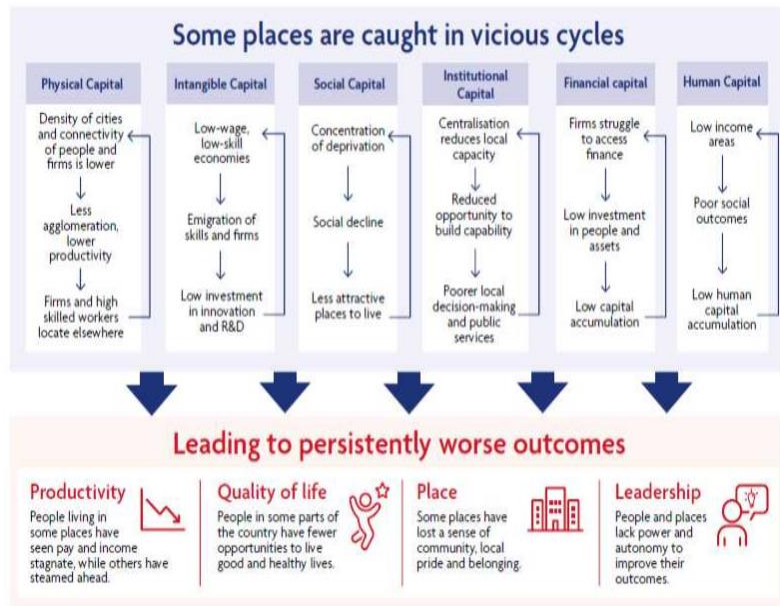 Some places are caught in vicious cycles
Physical Capital
Density of cities
and connectivity
of people and
firms is lower
Less
agglomeration,
lower
productivity
Firms and high
skilled workers
locate elsewhere
Intangible Capital
Low-wage,
low-skill
economies
Emigration of
skills and firms
Low investment
in innovation
and R&D
Social Capital
Concentration
of deprivation
Social decline
Less attractive
places to live
Institutional
Capital
Centralisation
reduces local
capacity
Reduced
opportunity to
build capability
Poorer local
decision-making
and public
services
Financial capital
Firms struggle
to access
finance
Low investment
in people and
assets
Low capital
accumulation
Human Capital
Low income
areas
Poor social
outcomes
Low human
capital
accumulation
Leading to persistently worse outcomes
Productivity
People living in
some places have
seen pay and income
stagnate, while others have
steamed ahead.
Quality of life
People in some parts of
the country have fewer
opportunities to live
good and healthy lives.
Place
Some places have
lost a sense of
community, local
pride and belonging.
Leadership
People and places
lack power and
autonomy to
improve their
outcomes.